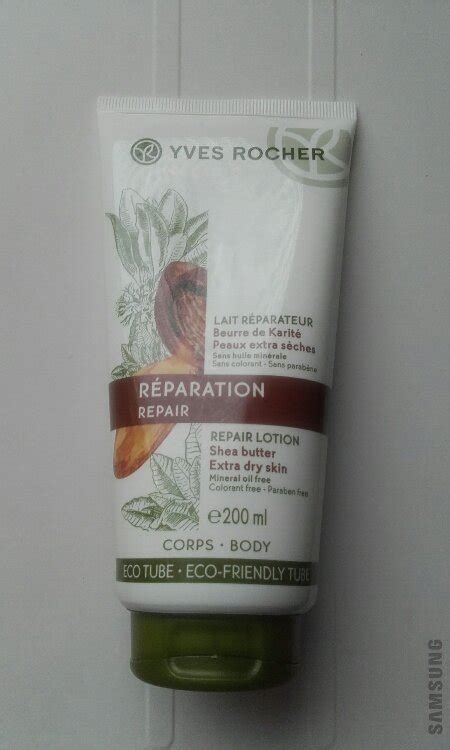 YVES ROCHER
LAIT RÉPARATEUR
Beurre de Karité
Peaux extra sèches
Sans huile minérale
Sans colorant - Sans parabène
RÉPARATION
REPAIR
REPAIR LOTION
Shea butter
Extra dry skin
Mineral oil free
Colorant free - Paraben free
e200 ml
CORPS · BODY
ECO TUBE · ECO-FRIENDLY TUBE
SAMSUNG